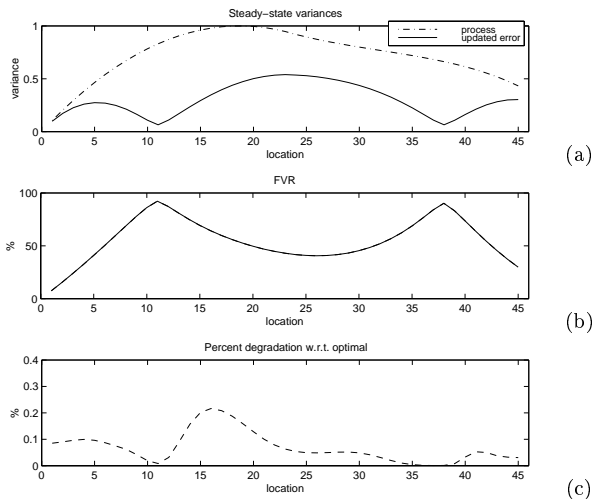 Steady-state variances
1
0.5
0
variance
process
updated error
0 5 10 15 20 25 30 35 40 45
location
(a)
FVR
100
50
0
%
0 5 10 15 20 25 30 35 40 45
location
(b)
Percent degradation w.r.t. optimal
0.4
0.3
0.2
0.1
0
%
0 5 10 15 20 25 30 35 40 45
location
(c)